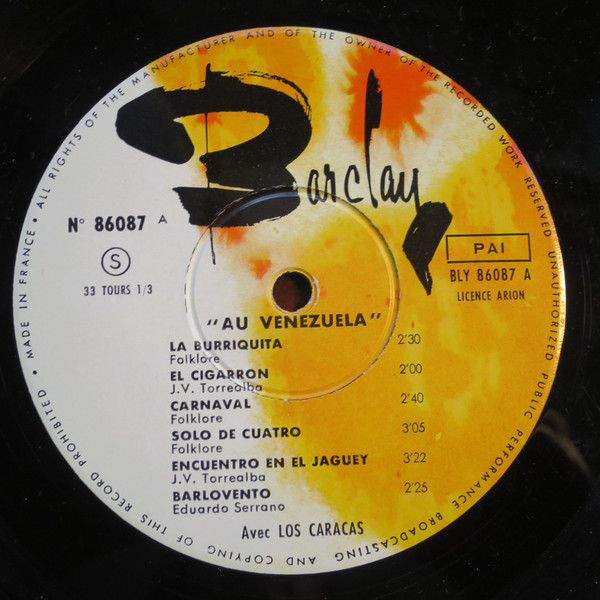 MADE IN FRANCE • ALL RIGHTS OF THE MANUFACTURER AND OF THE OWNER OF THE RECORDED WORK RESERVED UNAUTHORIZED PUBLIC PERFORMANCE BROADCASTING AND COPYING OF THIS RECORD PROHIBITED •
Barclay
N° 86087 A
S
33 TOURS 1/3
PAI
BLY 86087 A
LICENCE ARION
"AU VENEZUELA"
LA BURRIQUITA 2'30
Folklore
EL CIGARRON 2'00
J.V. Torrealba
CARNAVAL 2'40
Folklore
SOLO DE CUATRO 3'05
Folklore
ENCUENTRO EN EL JAGUEY 3'22
J.V. Torrealba
BARLOVENTO 2'25
Eduardo Serrano
Avec LOS CARACAS